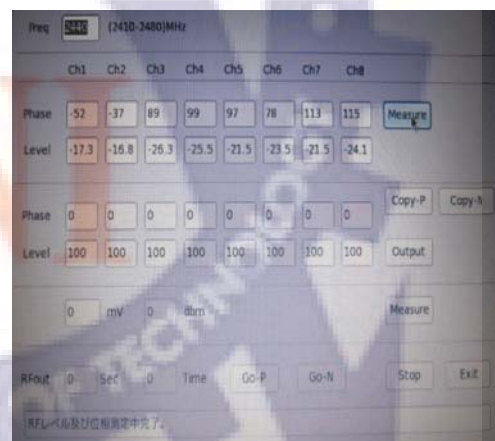 Freq 2440 (2410-2480)MHz
Ch1 Ch2 Ch3 Ch4 Ch5 Ch6 Ch7 Ch8
Phase -52 -37 89 99 97 78 113 115 Measure
Level -17.3 -16.8 -26.3 -25.5 -21.5 -23.5 -21.5 -24.1
Copy-P Copy-N
Phase 0 0 0 0 0 0 0 0
Level 100 100 100 100 100 100 100 100 Output
0 mV 0 dbm Measure
RFout 0 Sec 0 Time Go-P Go-N Stop Exit
RFレベル及び位相測定中完了。
TECHNOLOGY